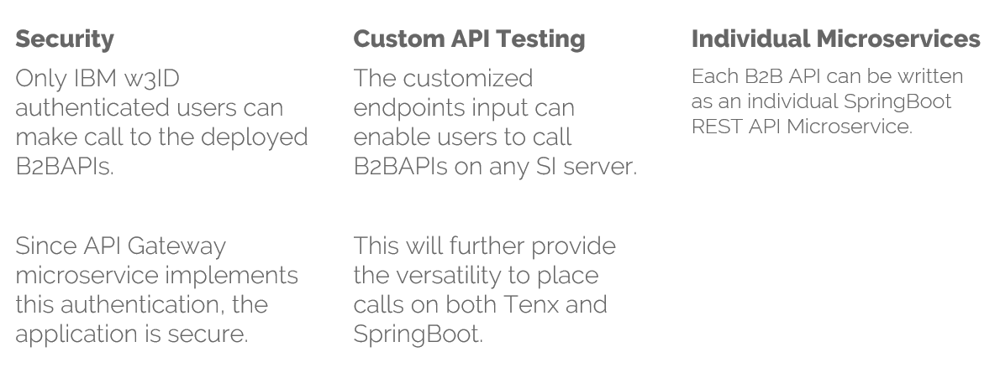 Security
Only IBM w3ID
authenticated users can
make call to the deployed
B2BAPIs.
Since API Gateway
microservice implements
this authentication, the
application is secure.
Custom API Testing
The customized
endpoints input can
enable users to call
B2BAPIs on any SI server.
This will further provide
the versatility to place
calls on both Tenx and
SpringBoot.
Individual Microservices
Each B2B API can be written
as an individual SpringBoot
REST API Microservice.